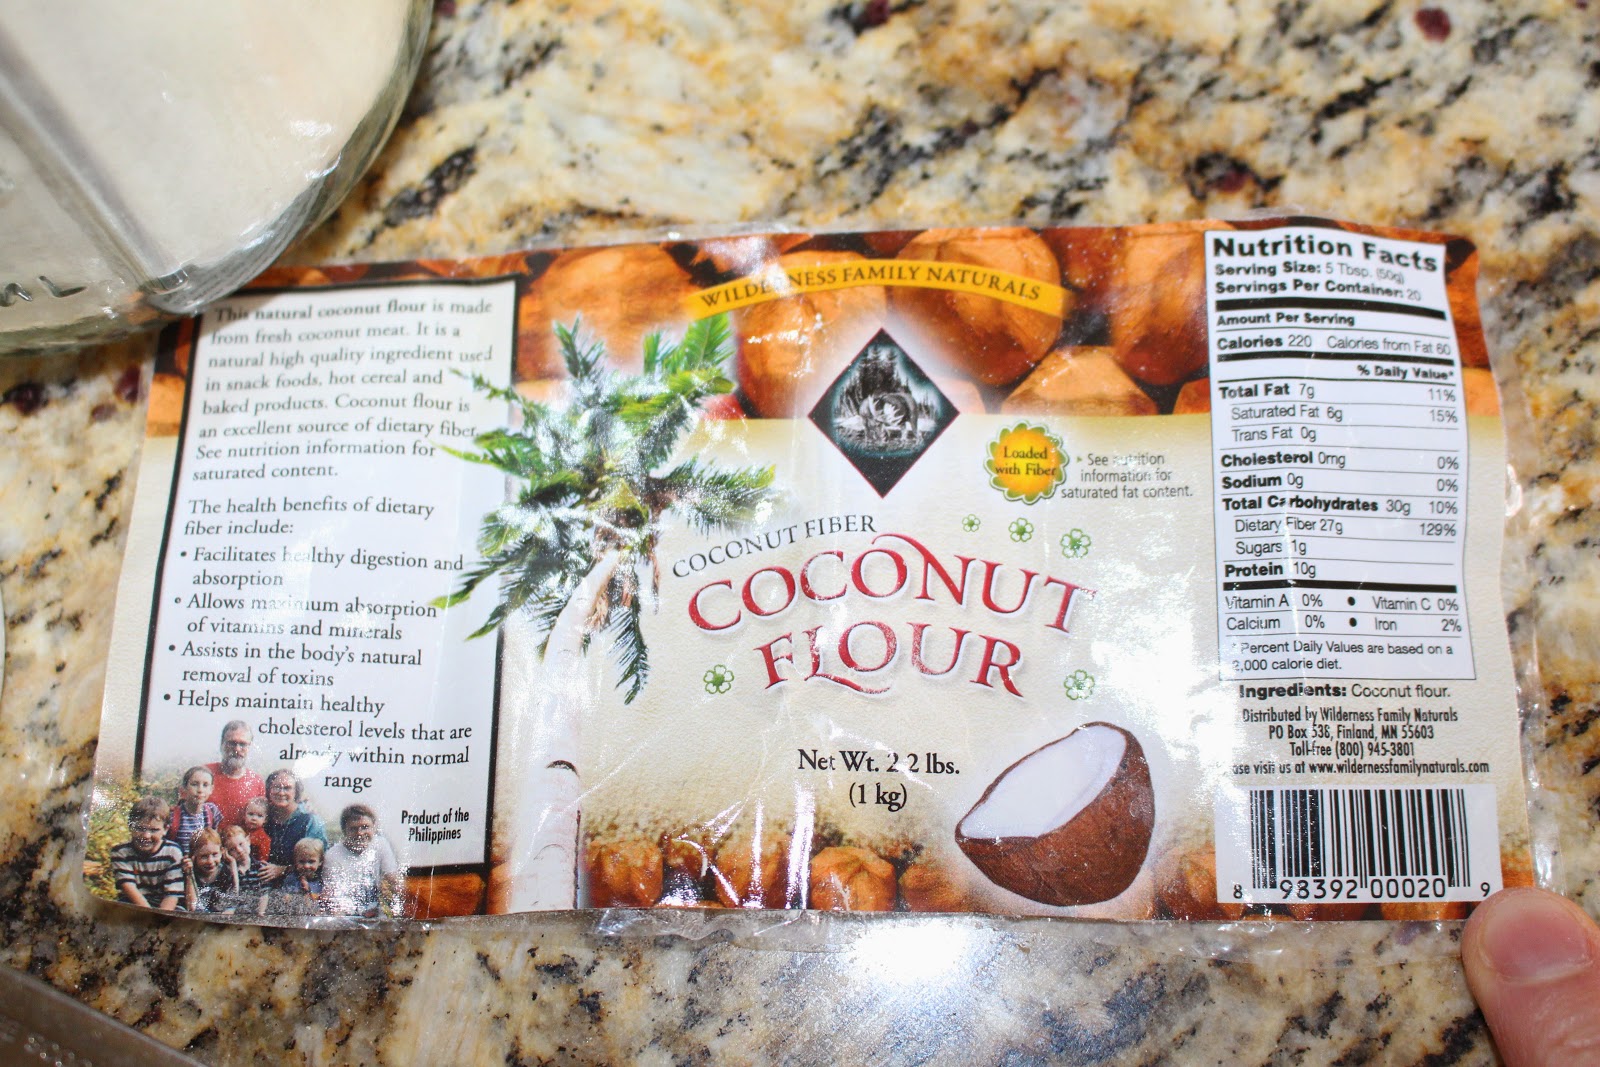 ML
This natural coconut flour is made
from fresh coconut meat. It is a
natural high quality ingredient used
in snack foods, hot cereal and
baked products. Coconut flour is
an excellent source of dietary fiber
See nutrition information for
saturated content.
The health benefits of dietary
fiber include:
• Facilitates healthy digestion and
absorption
• Allows maximum absorption
of vitamins and minerals
• Assists in the body's natural
removal of toxins
• Helps maintain healthy
cholesterol levels that are
already within normal
range
Product of the
Philippines
WILDERNESS FAMILY NATURALS
Loaded
with Fiber
* See nutrition
information for
saturated fat content.
COCONUT FIBER
COCONUT
FLOUR
Net Wt. 2.2 lbs.
(1 kg)
Nutrition Facts
Serving Size: 5 Tbsp. (50g)
Servings Per Container: 20
Amount Per Serving
Calories 220 Calories from Fat 60
% Daily Value*
Total Fat 7g 11%
Saturated Fat 6g 15%
Trans Fat 0g
Cholesterol 0mg 0%
Sodium 0g 0%
Total Carbohydrates 30g 10%
Dietary Fiber 27g 129%
Sugars 1g
Protein 10g
Vitamin A 0% • Vitamin C 0%
Calcium 0% • Iron 2%
* Percent Daily Values are based on a
2,000 calorie diet.
Ingredients: Coconut flour.
Distributed by Wilderness Family Naturals
PO Box 538, Finland, MN 55603
Toll-free (800) 945-3801
ase visit us at www.wildernessfamilynaturals.com
8 98392 00020 9